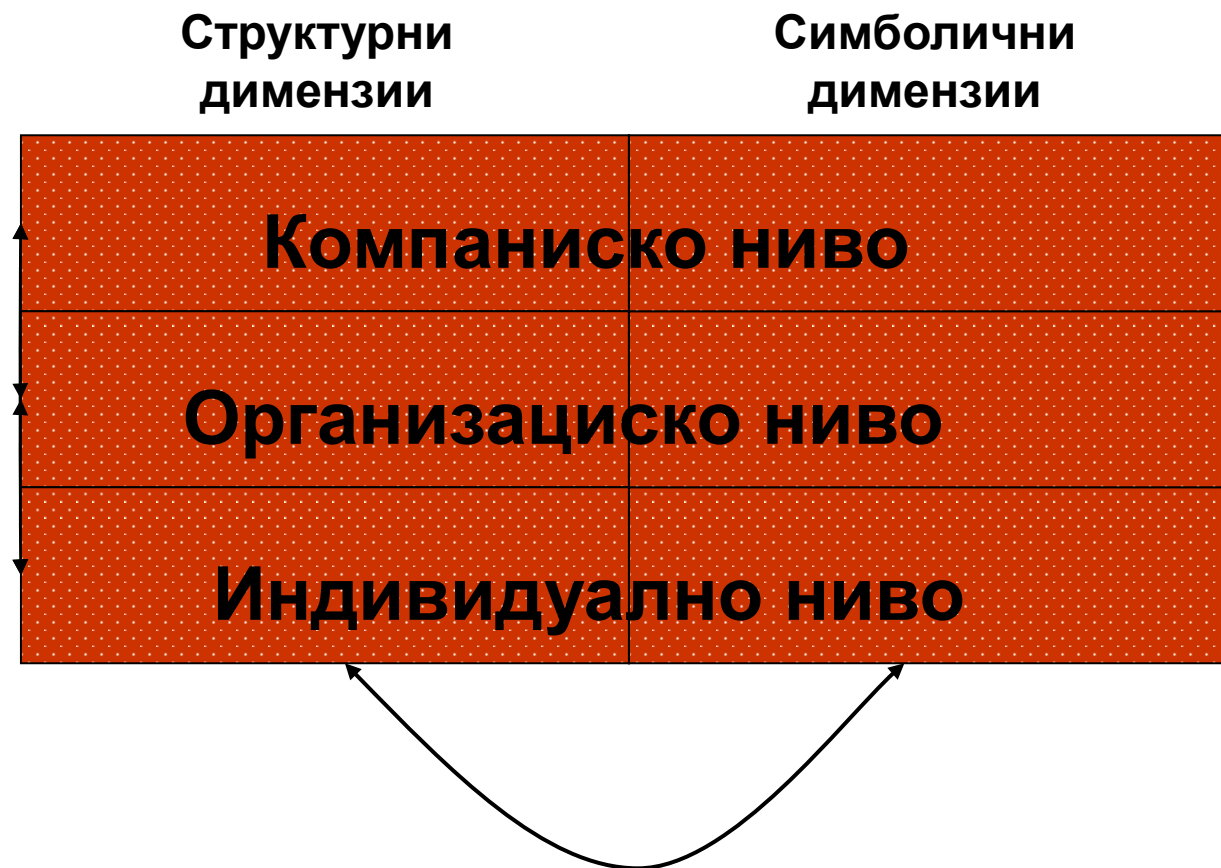 Структурни
димензии
Симболични
димензии
Компаниско ниво
Организациско ниво
Индивидуално ниво